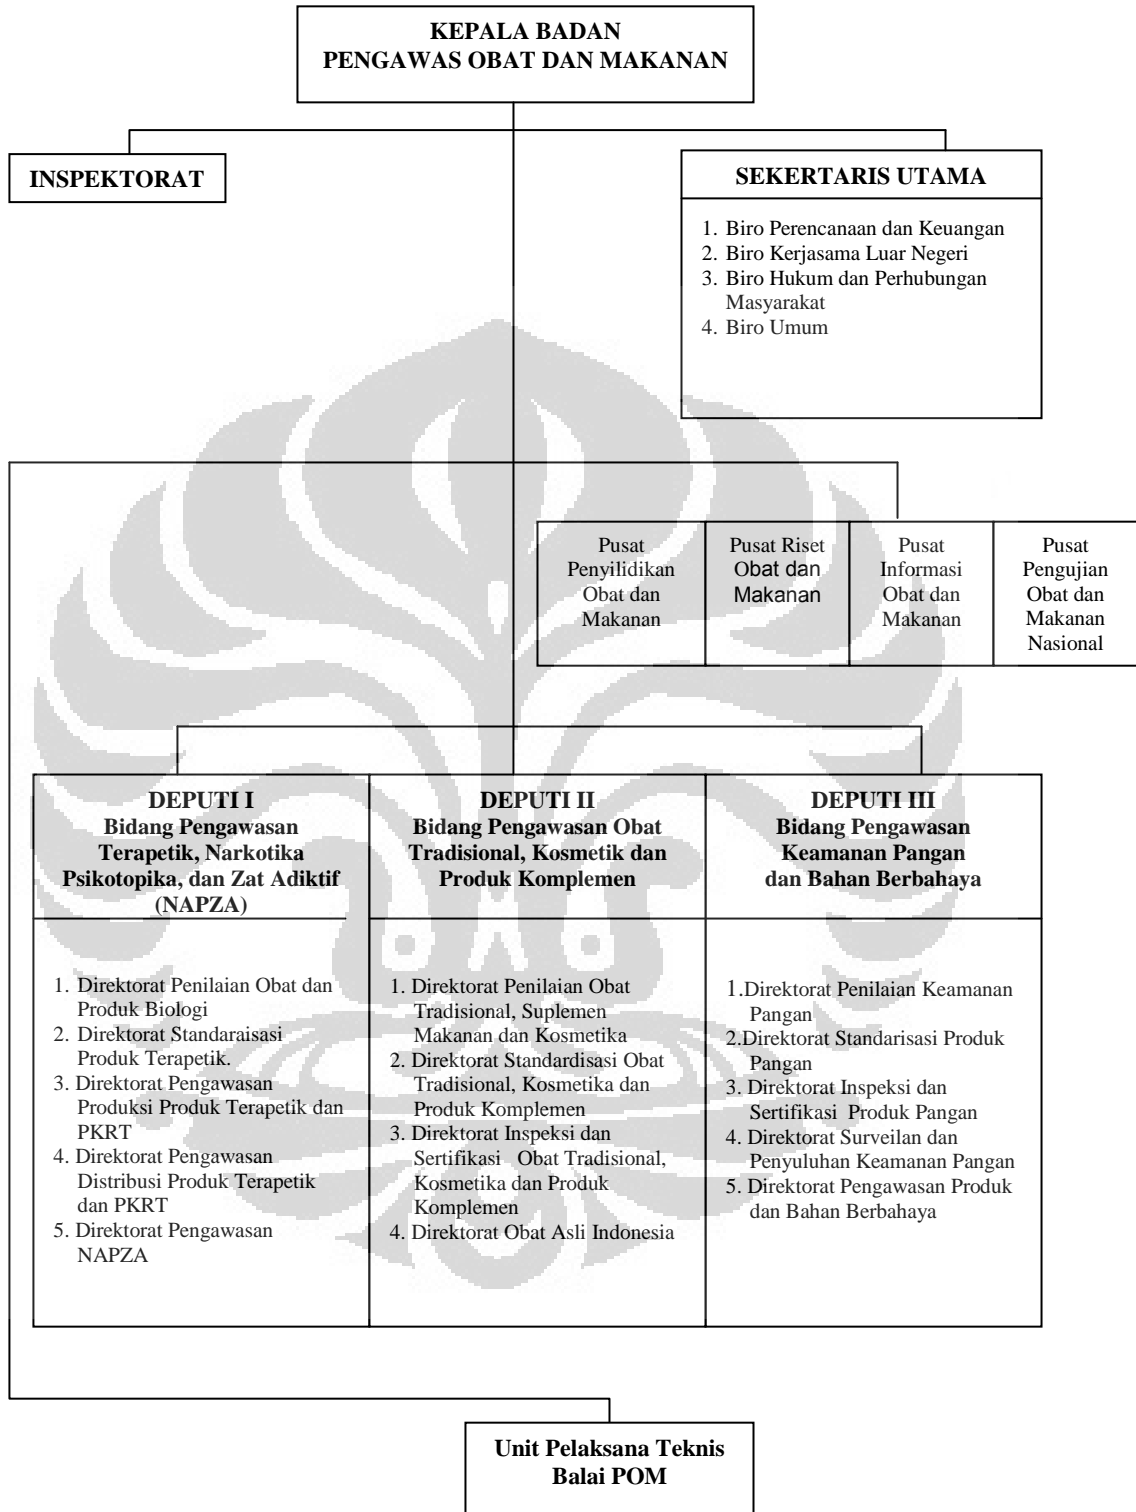 KEPALA BADAN
PENGAWAS OBAT DAN MAKANAN
INSPEKTORAT
SEKERTARIS UTAMA
1. Biro Perencanaan dan Keuangan
2. Biro Kerjasama Luar Negeri
3. Biro Hukum dan Perhubungan
Masyarakat
4. Biro Umum
Pusat
Penyilidikan
Obat dan
Makanan
Pusat Riset
Obat dan
Makanan
Pusat
Informasi
Obat dan
Makanan
Pusat
Pengujian
Obat dan
Makanan
Nasional
DEPUTI I
Bidang Pengawasan
Terapetik, Narkotika
Psikotopika, dan Zat Adiktif
(NAPZA)
1. Direktorat Penilaian Obat dan
Produk Biologi
2. Direktorat Standaraisasi
Produk Terapetik.
3. Direktorat Pengawasan
Produksi Produk Terapetik dan
PKRT
4. Direktorat Pengawasan
Distribusi Produk Terapetik
dan PKRT
5. Direktorat Pengawasan
NAPZA
DEPUTI II
Bidang Pengawasan Obat
Tradisional, Kosmetik dan
Produk Komplemen
1. Direktorat Penilaian Obat
Tradisional, Suplemen
Makanan dan Kosmetika
2. Direktorat Standardisasi Obat
Tradisional, Kosmetika dan
Produk Komplemen
3. Direktorat Inspeksi dan
Sertifikasi Obat Tradisional,
Kosmetika dan Produk
Komplemen
4. Direktorat Obat Asli Indonesia
DEPUTI III
Bidang Pengawasan
Keamanan Pangan
dan Bahan Berbahaya
1.Direktorat Penilaian Keamanan
Pangan
2.Direktorat Standarisasi Produk
Pangan
3. Direktorat Inspeksi dan
Sertifikasi Produk Pangan
4. Direktorat Surveilan dan
Penyuluhan Keamanan Pangan
5. Direktorat Pengawasan Produk
dan Bahan Berbahaya
Unit Pelaksana Teknis
Balai POM